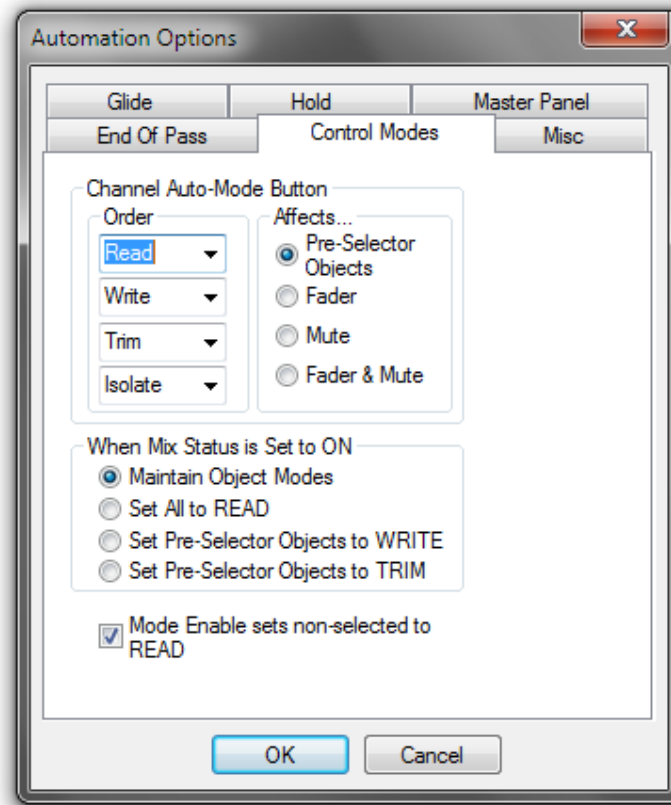 Automation Options
Glide Hold Master Panel
End Of Pass Control Modes Misc
Channel Auto-Mode Button
Order
Read
Write
Trim
Isolate
Affects...
Pre-Selector
Objects
Fader
Mute
Fader & Mute
When Mix Status is Set to ON
Maintain Object Modes
Set All to READ
Set Pre-Selector Objects to WRITE
Set Pre-Selector Objects to TRIM
Mode Enable sets non-selected to
READ
OK Cancel